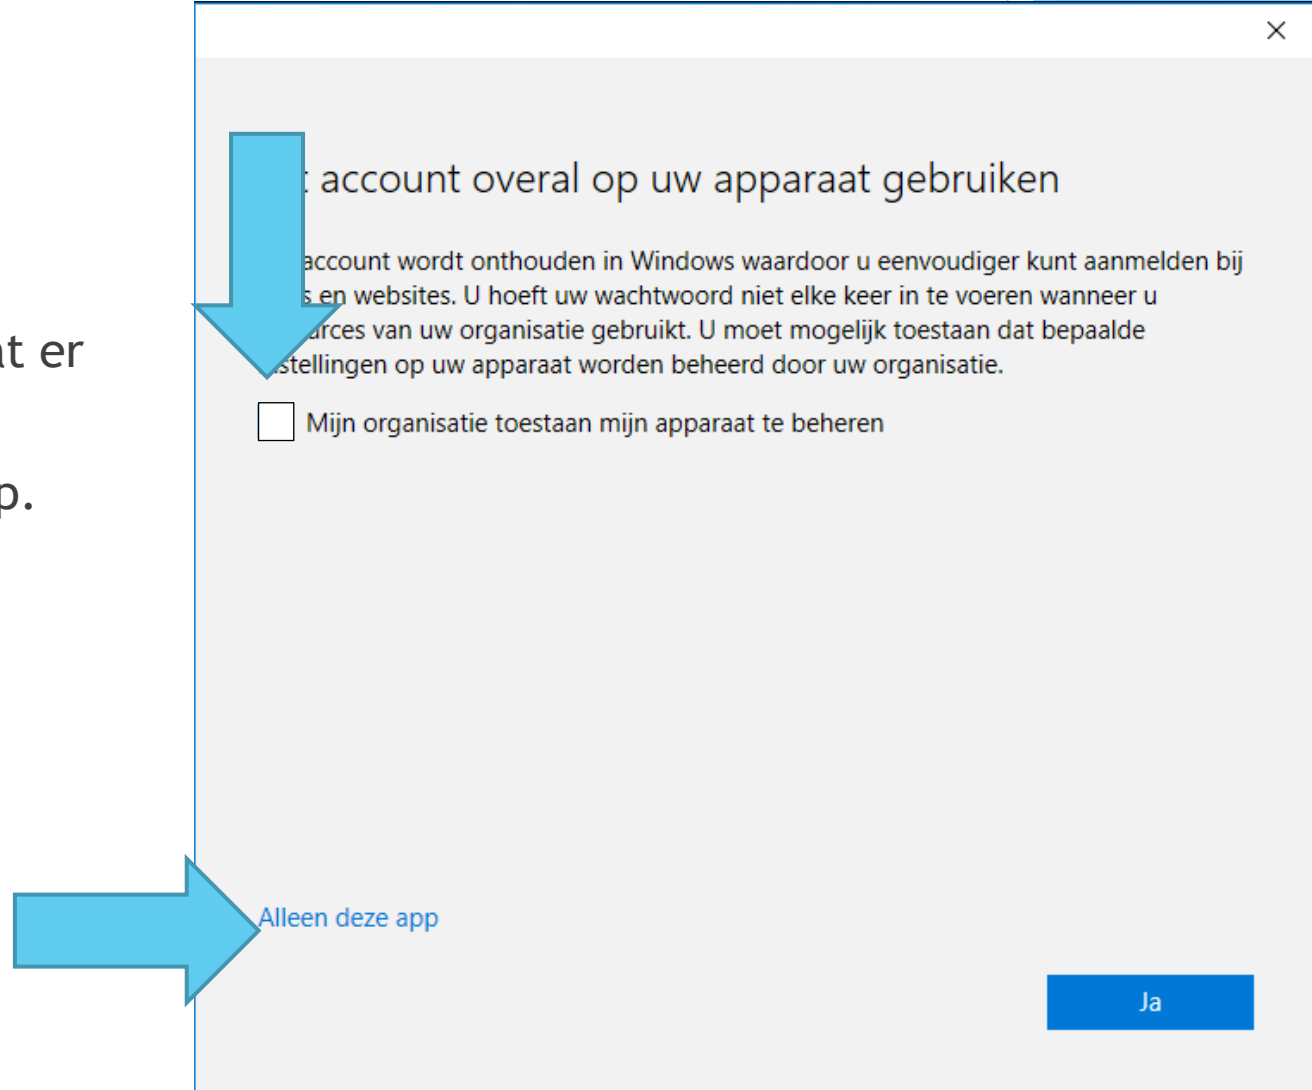 account overal op uw apparaat gebruiken
account wordt onthouden in Windows waardoor u eenvoudiger kunt aanmelden bij
en websites. U hoeft uw wachtwoord niet elke keer in te voeren wanneer u
van uw organisatie gebruikt. U moet mogelijk toestaan dat bepaalde
op uw apparaat worden beheerd door uw organisatie.
er
Mijn organisatie toestaan mijn apparaat te beheren
Alleen deze app
Ja